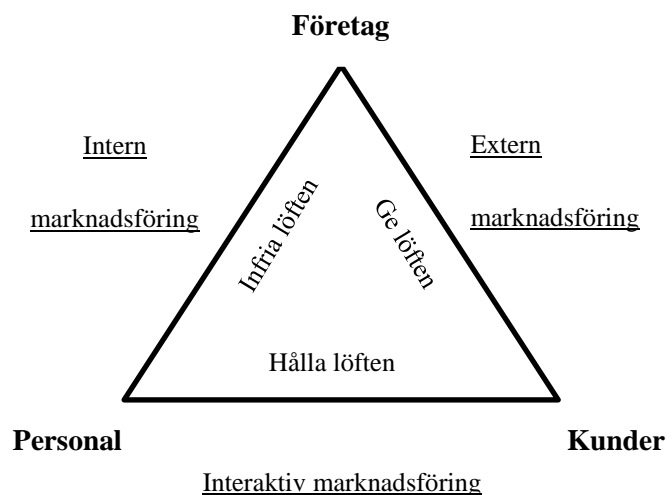 Företag
Intern
marknadsföring
Extern
marknadsföring
Infria löften
Ge löften
Hålla löften
Personal
Kunder
Interaktiv marknadsföring